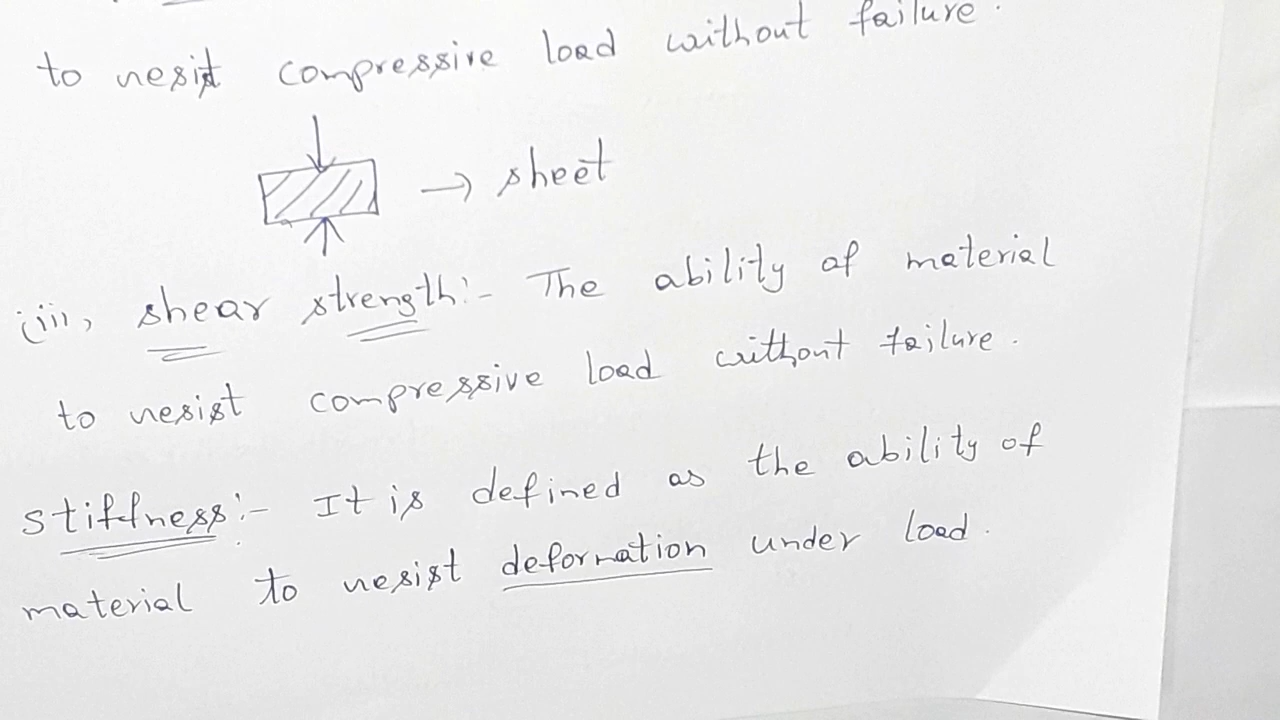 to resist compressive load without failure.
→ sheet
(iii) shear strength:- The ability of material
to resist compressive load without failure.
stiffness:- It is defined as the ability of
material to resist deformation under load.